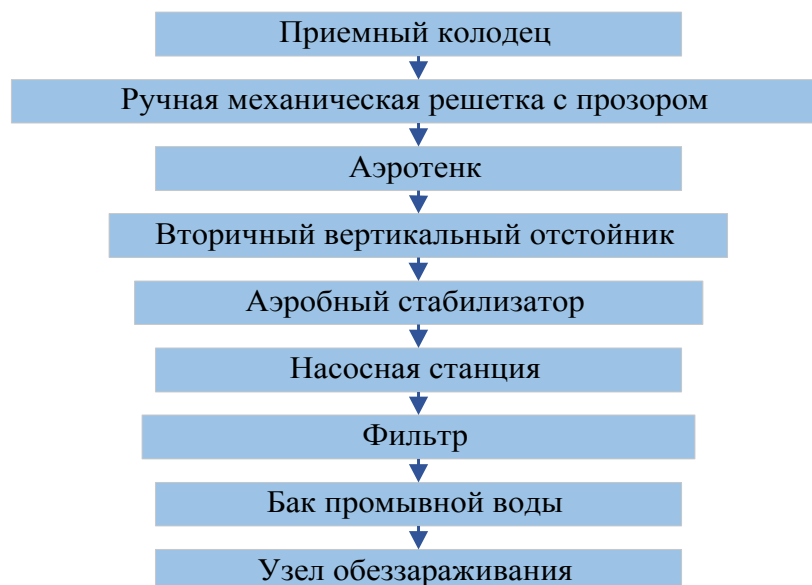 Приемный колодец
Ручная механическая решетка с прозором
Аэротенк
Вторичный вертикальный отстойник
Аэробный стабилизатор
Насосная станция
Фильтр
Бак промывной воды
Узел обеззараживания